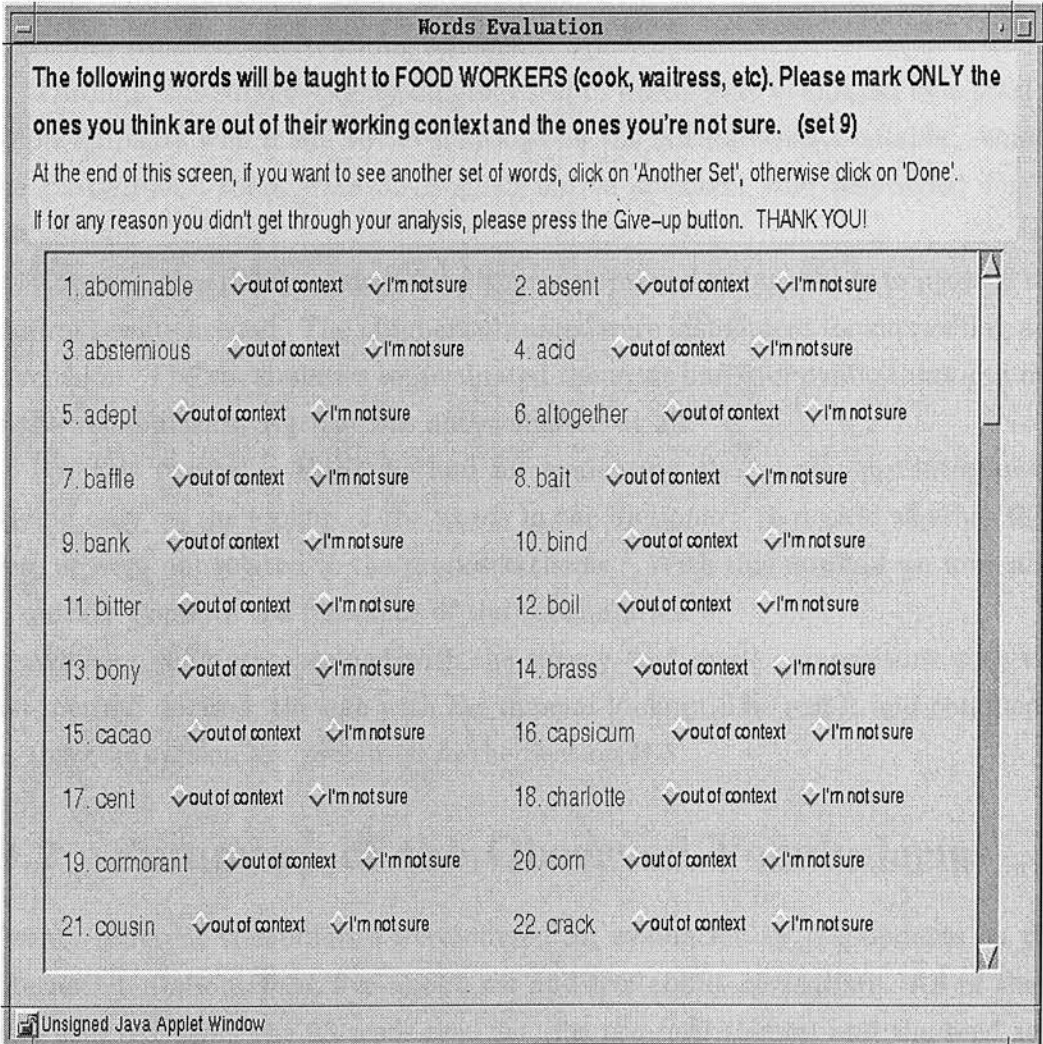 Words Evaluation
The following words will be taught to FOOD WORKERS (cook, waitress, etc). Please mark ONLY the
ones you think are out of their working context and the ones you're not sure. (set 9)
At the end of this screen, if you want to see another set of words, click on 'Another Set', otherwise click on 'Done'.
If for any reason you didn't get through your analysis, please press the Give-up button. THANK YOU!
1. abominable out of context I'm not sure 2. absent out of context I'm not sure
3. abstemious out of context I'm not sure 4. acid out of context I'm not sure
5. adept out of context I'm not sure 6. altogether out of context I'm not sure
7. baffle out of context I'm not sure 8. bait out of context I'm not sure
9. bank out of context I'm not sure 10. bind out of context I'm not sure
11. bitter out of context I'm not sure 12. boil out of context I'm not sure
13. bony out of context I'm not sure 14. brass out of context I'm not sure
15. cacao out of context I'm not sure 16. capsicum out of context I'm not sure
17. cent out of context I'm not sure 18. charlotte out of context I'm not sure
19. cormorant out of context I'm not sure 20. corn out of context I'm not sure
21. cousin out of context I'm not sure 22. crack out of context I'm not sure
Unsigned Java Applet Window